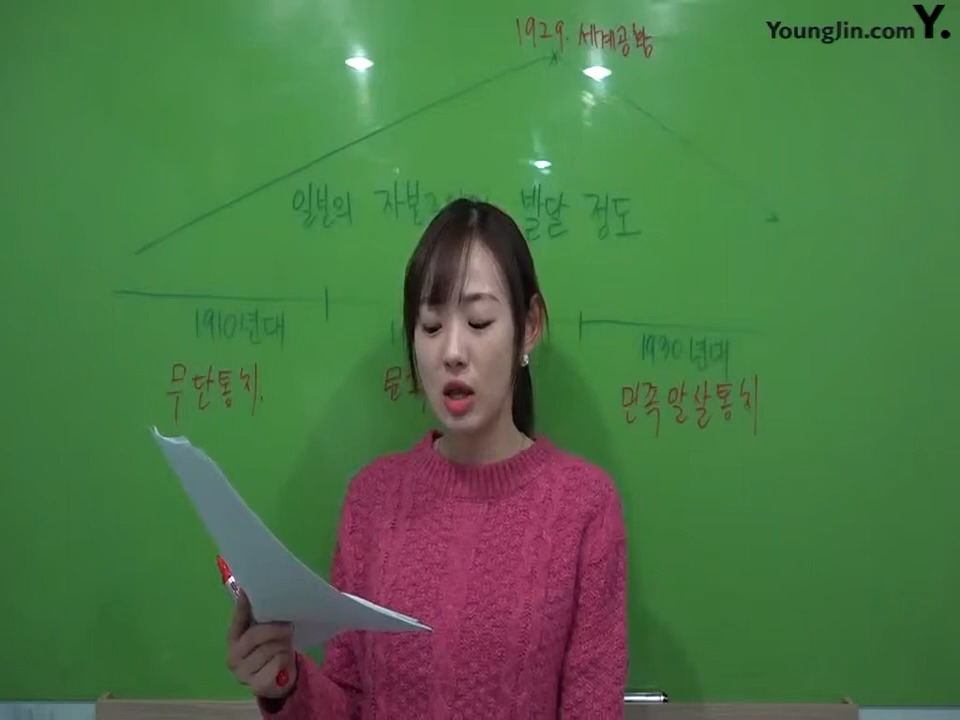 YoungJin.com Y.
1929. 세계공황
일본의 자본 발달 정도
1910년대
1930년대
무단통치.
민족말살통치